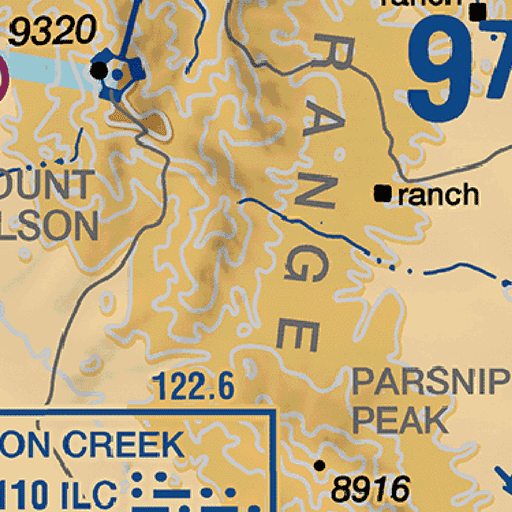 ranch
9320
97
RANGE
OUNT
LSON
ranch
122.6
PARSNIP
PEAK
ON CREEK
110 ILC
8916